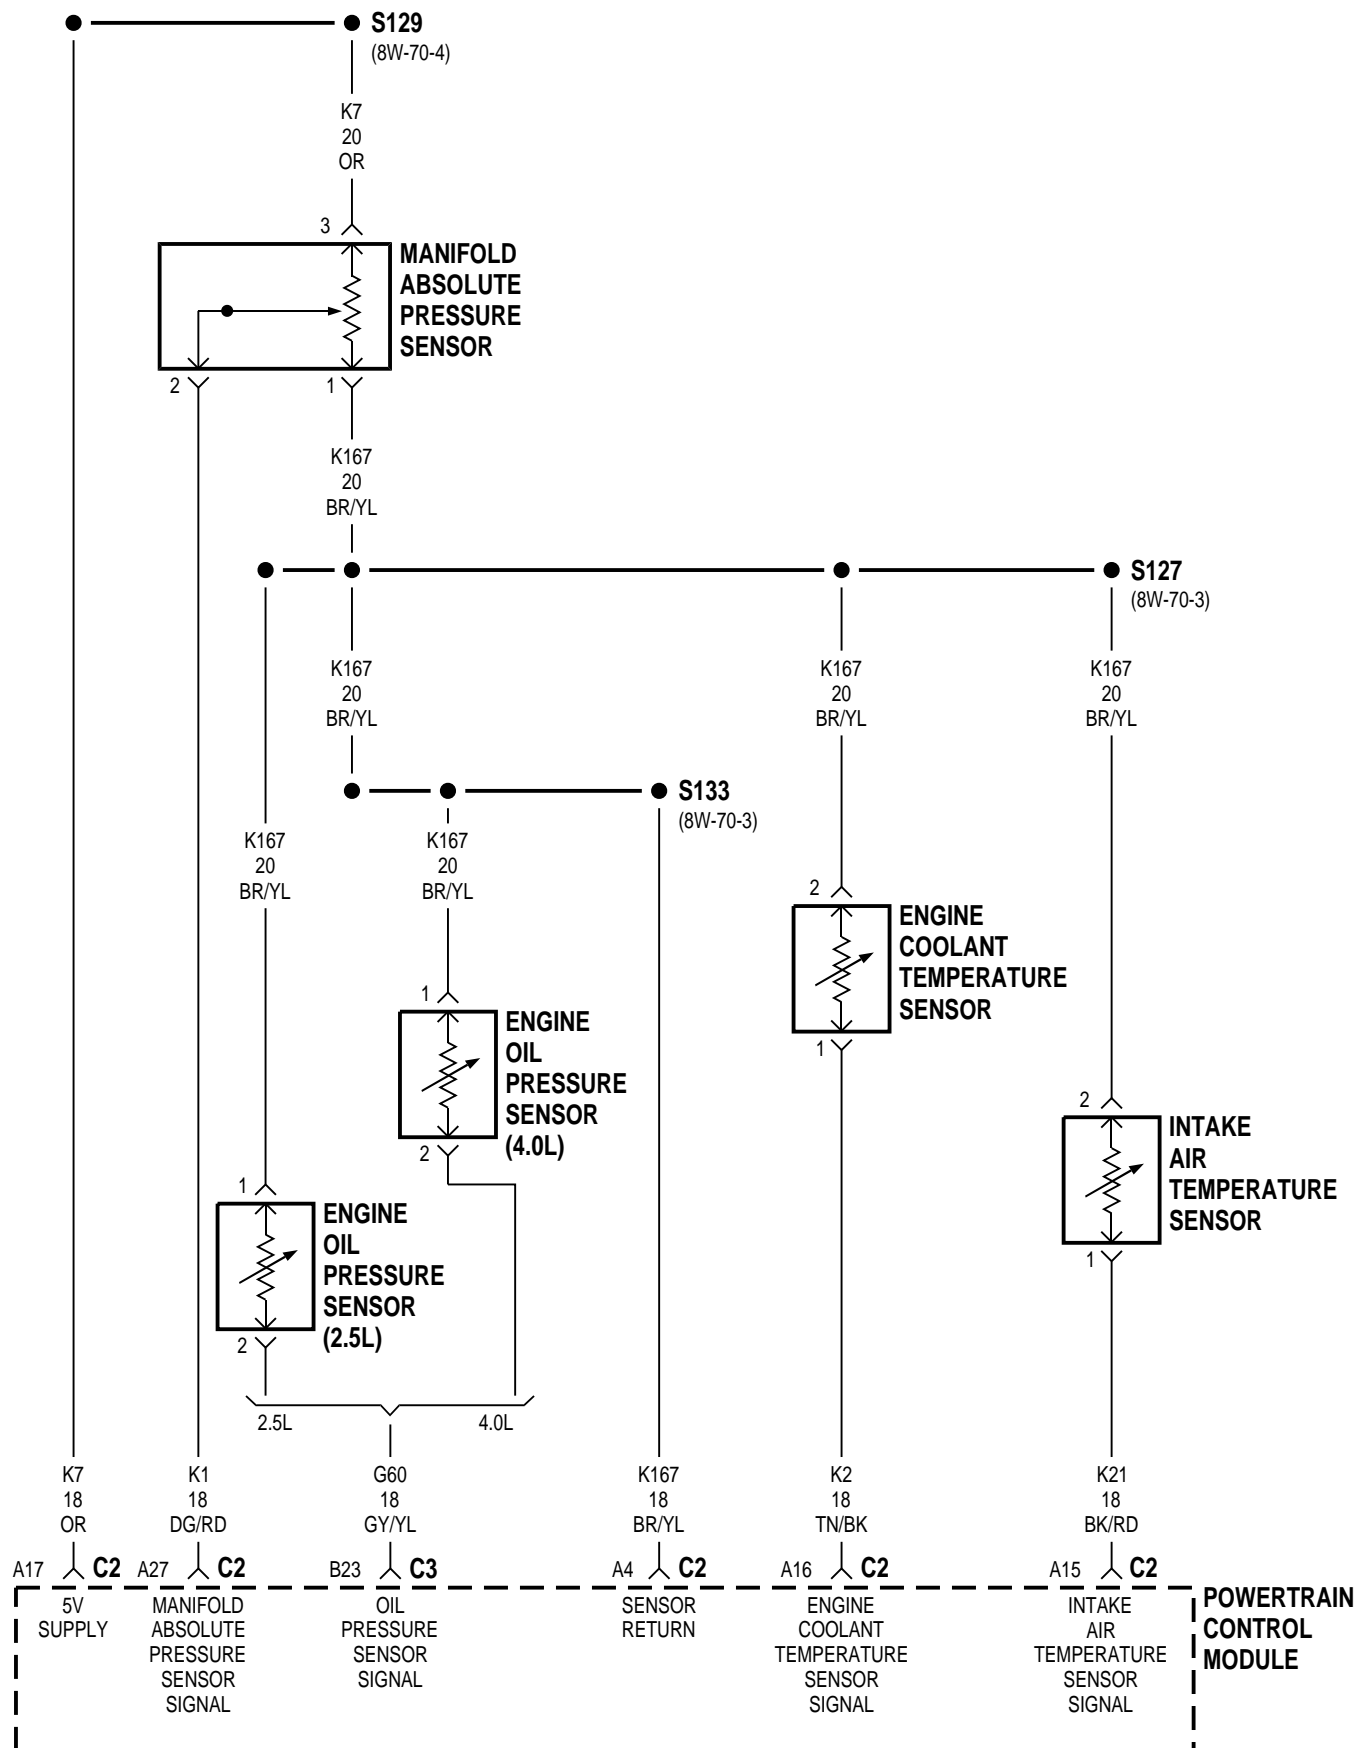 S129
(8W-70-4)
K7
20
OR
3
MANIFOLD
ABSOLUTE
PRESSURE
SENSOR
2
1
K167
20
BR/YL
S127
(8W-70-3)
K167
20
BR/YL
K167
20
BR/YL
K167
20
BR/YL
S133
(8W-70-3)
K167
20
BR/YL
K167
20
BR/YL
2
ENGINE
COOLANT
TEMPERATURE
SENSOR
1
1
ENGINE
OIL
PRESSURE
SENSOR
(4.0L)
2
2
INTAKE
AIR
TEMPERATURE
SENSOR
1
1
ENGINE
OIL
PRESSURE
SENSOR
(2.5L)
2
2.5L
4.0L
K7
18
OR
K1
18
DG/RD
G60
18
GY/YL
K167
18
BR/YL
K2
18
TN/BK
K21
18
BK/RD
A17 C2
A27 C2
B23 C3
A4 C2
A16 C2
A15 C2
5V
SUPPLY
MANIFOLD
ABSOLUTE
PRESSURE
SENSOR
SIGNAL
OIL
PRESSURE
SENSOR
SIGNAL
SENSOR
RETURN
ENGINE
COOLANT
TEMPERATURE
SENSOR
SIGNAL
INTAKE
AIR
TEMPERATURE
SENSOR
SIGNAL
POWERTRAIN
CONTROL
MODULE